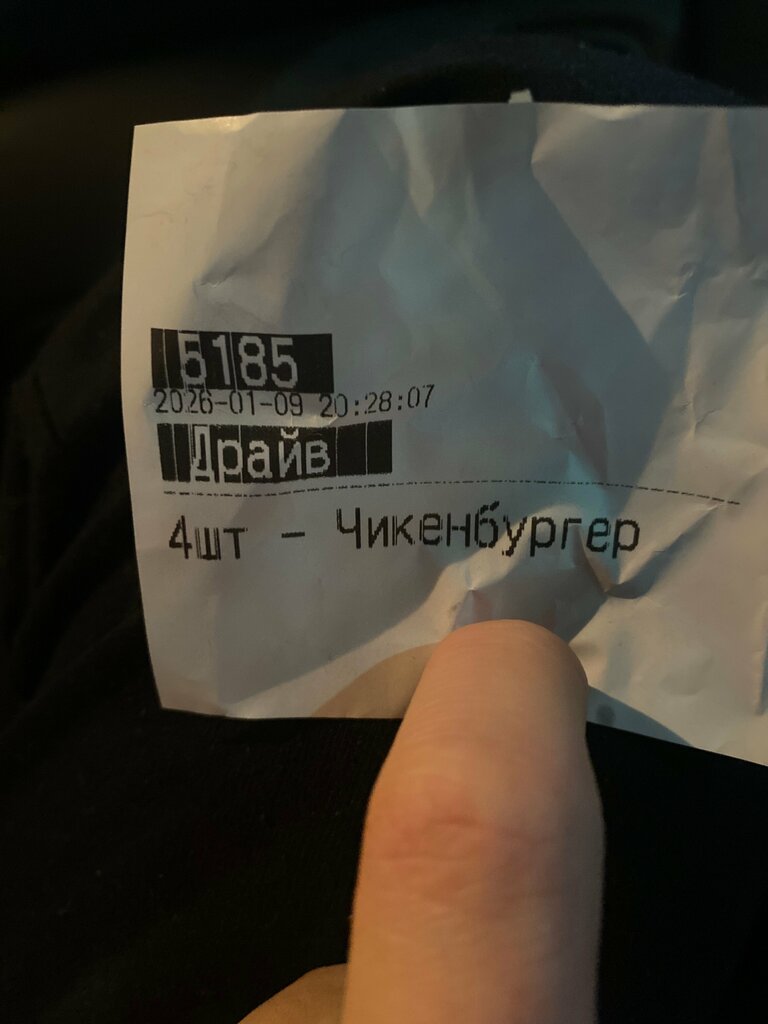 5185
2026-01-09 20:28:07
Драйв
4шт - Чикенбургер